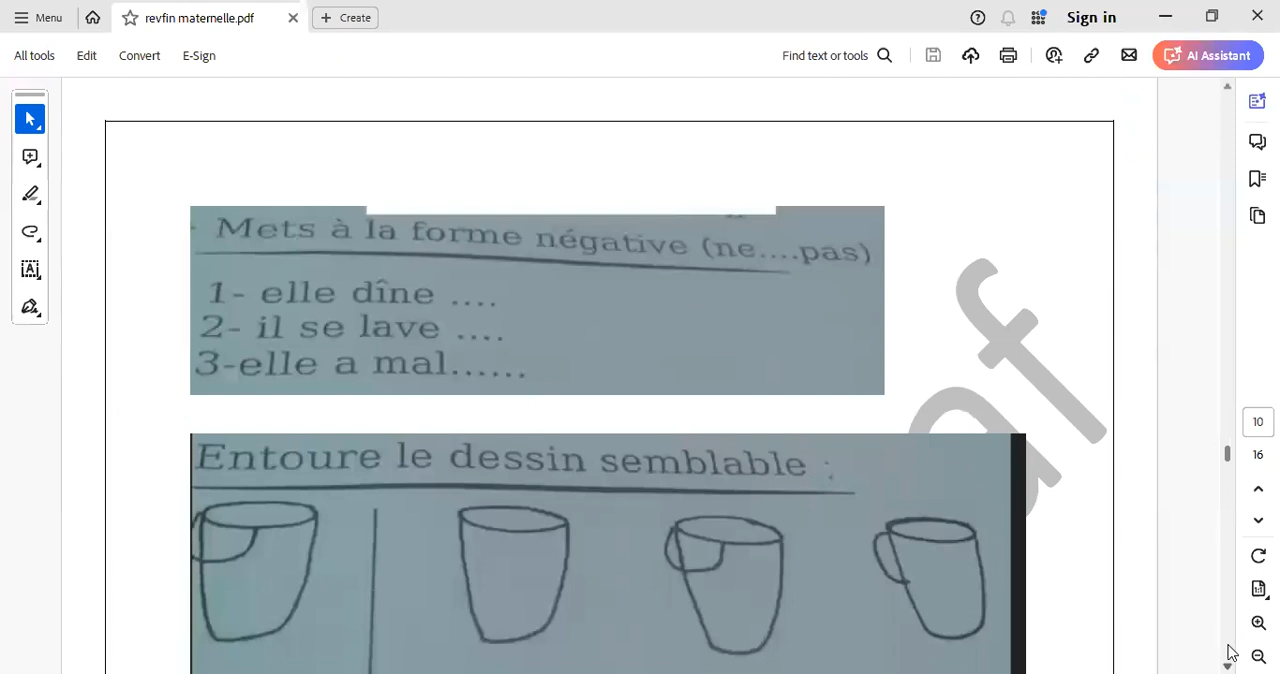 Menu
revfin maternelle.pdf
Create
Sign in
All tools
Edit
Convert
E-Sign
Find text or tools
AI Assistant
Mets à la forme négative (ne....pas)
1- elle dîne ....
2- il se lave ....
3-elle a mal......
Entoure le dessin semblable :
af
10
16